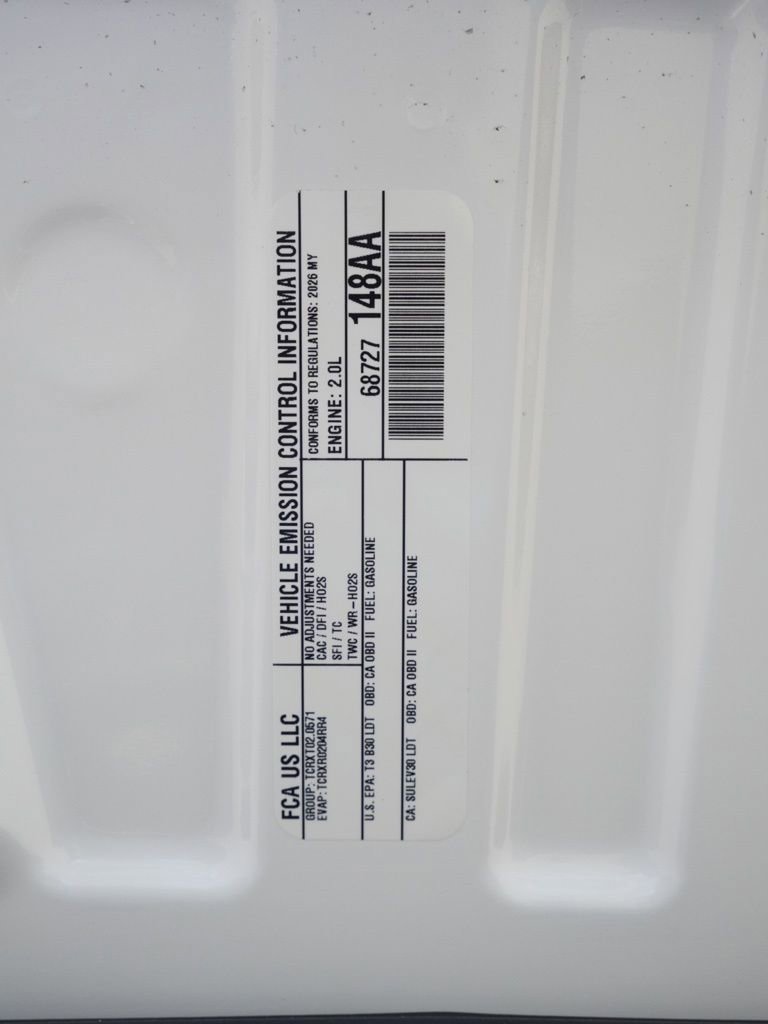 FCA US LLC VEHICLE EMISSION CONTROL INFORMATION
GROUP: TCRXT02.0571
EVAP: TCRXR0204RR4
NO ADJUSTMENTS NEEDED
CAC / DFI / HO2S
SFI / TC
TWC / WR-HO2S
CONFORMS TO REGULATIONS: 2026 MY
ENGINE: 2.0L
68727 148AA
U.S. EPA: T3 B30 LDT OBD: CA OBD II FUEL: GASOLINE
CA: SULEV30 LDT OBD: CA OBD II FUEL: GASOLINE